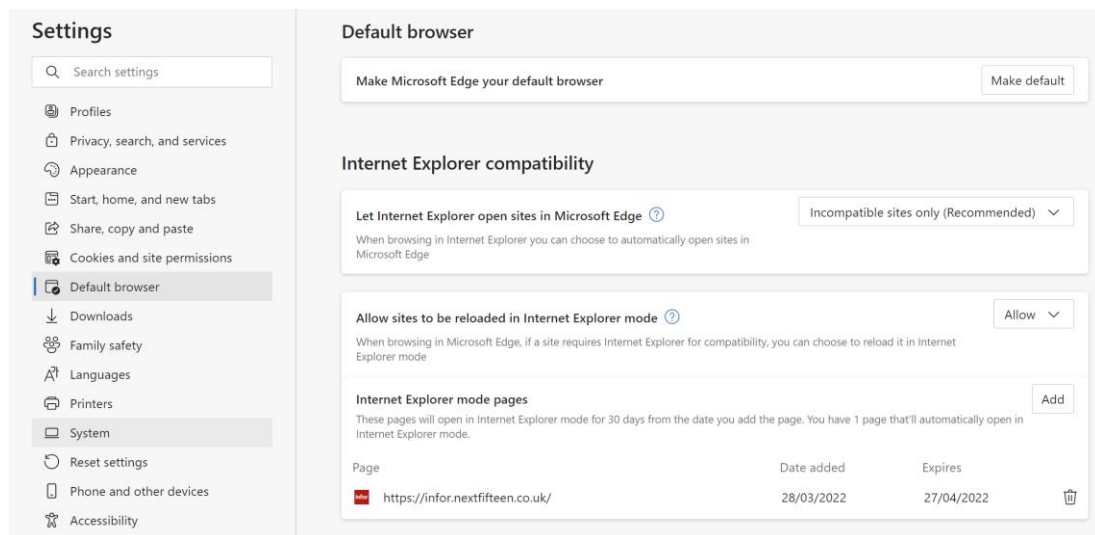 Settings
Search settings
Profiles
Privacy, search, and services
Appearance
Start, home, and new tabs
Share, copy and paste
Cookies and site permissions
Default browser
Downloads
Family safety
Languages
Printers
System
Reset settings
Phone and other devices
Accessibility
Default browser
Make Microsoft Edge your default browser
Make default
Internet Explorer compatibility
Let Internet Explorer open sites in Microsoft Edge
Incompatible sites only (Recommended)
When browsing in Internet Explorer you can choose to automatically open sites in
Microsoft Edge
Allow sites to be reloaded in Internet Explorer mode
Allow
When browsing in Microsoft Edge, if a site requires Internet Explorer for compatibility, you can choose to reload it in Internet
Explorer mode
Internet Explorer mode pages
Add
These pages will open in Internet Explorer mode for 30 days from the date you add the page. You have 1 page that'll automatically open in
Internet Explorer mode.
Page Date added Expires
infor https://infor.nextfifteen.co.uk/ 28/03/2022 27/04/2022